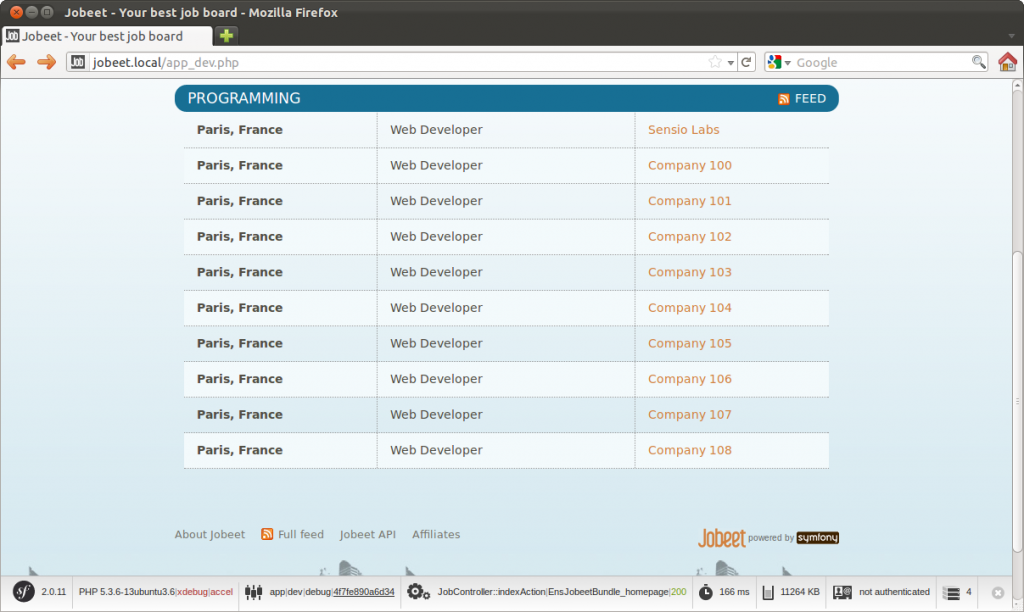 Jobeet - Your best job board - Mozilla Firefox
Job Jobeet - Your best job board
Job jobeet.local/app_dev.php Google
PROGRAMMING FEED
Paris, France Web Developer Sensio Labs
Paris, France Web Developer Company 100
Paris, France Web Developer Company 101
Paris, France Web Developer Company 102
Paris, France Web Developer Company 103
Paris, France Web Developer Company 104
Paris, France Web Developer Company 105
Paris, France Web Developer Company 106
Paris, France Web Developer Company 107
Paris, France Web Developer Company 108
About Jobeet Full feed Jobeet API Affiliates Jobeet powered by symfony
sf 2.0.11 PHP 5.3.6-13ubuntu3.6|xdebug|accel app|dev|debug|4f7fe890a6d34 JobController::indexAction|EnsJobeetBundle_homepage|200 166 ms 11264 KB not authenticated 4